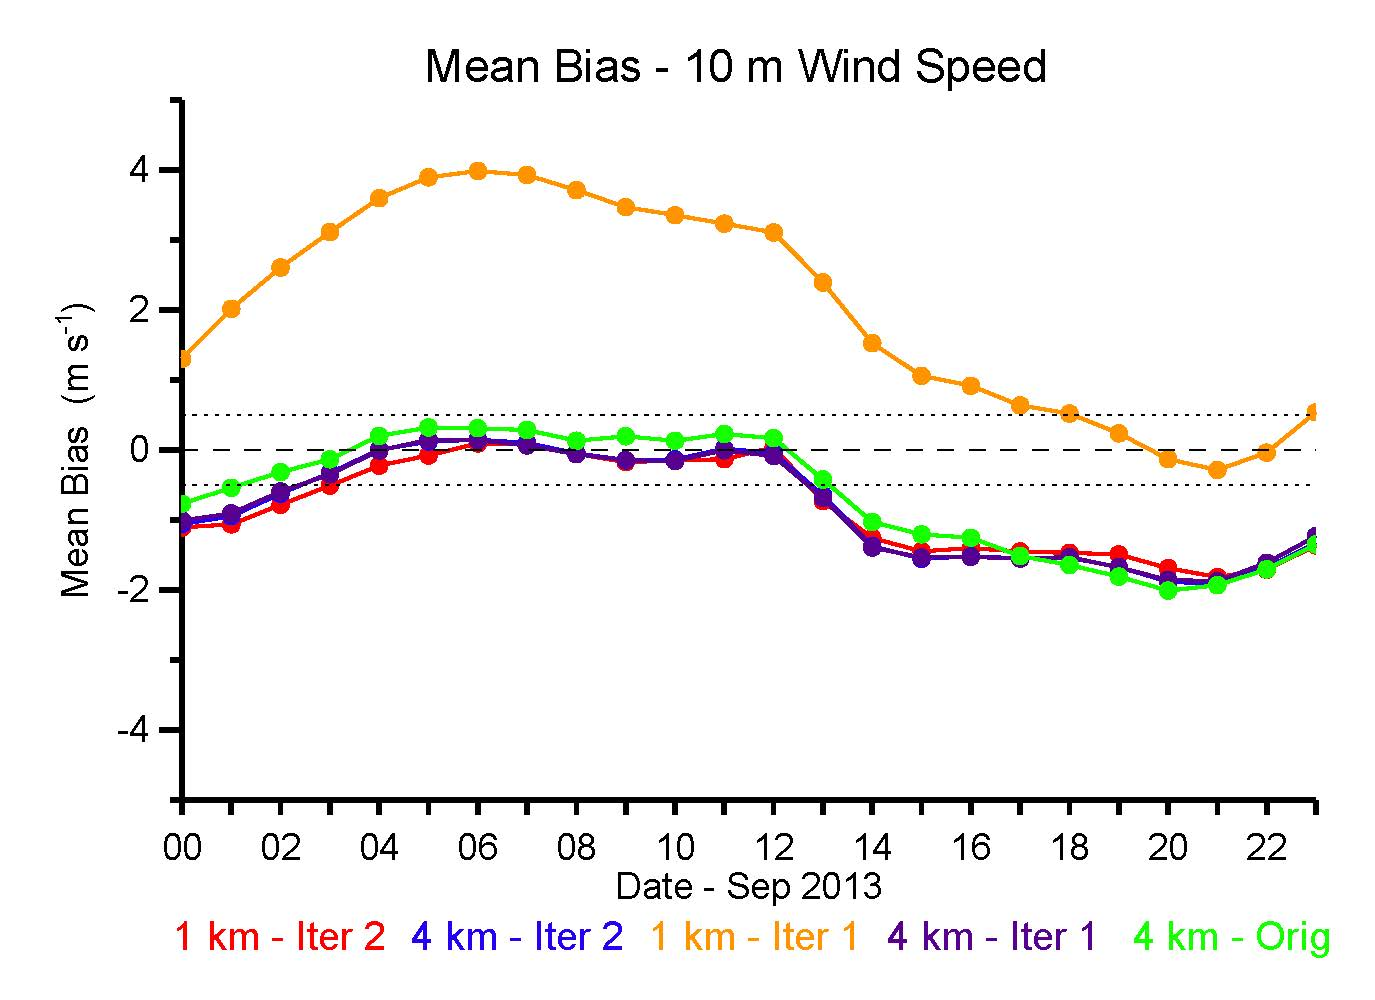 Mean Bias - 10 m Wind Speed
Mean Bias (m s-1)
4
2
0
-2
-4
00 02 04 06 08 10 12 14 16 18 20 22
Date - Sep 2013
1 km - Iter 2 4 km - Iter 2 1 km - Iter 1 4 km - Iter 1 4 km - Orig